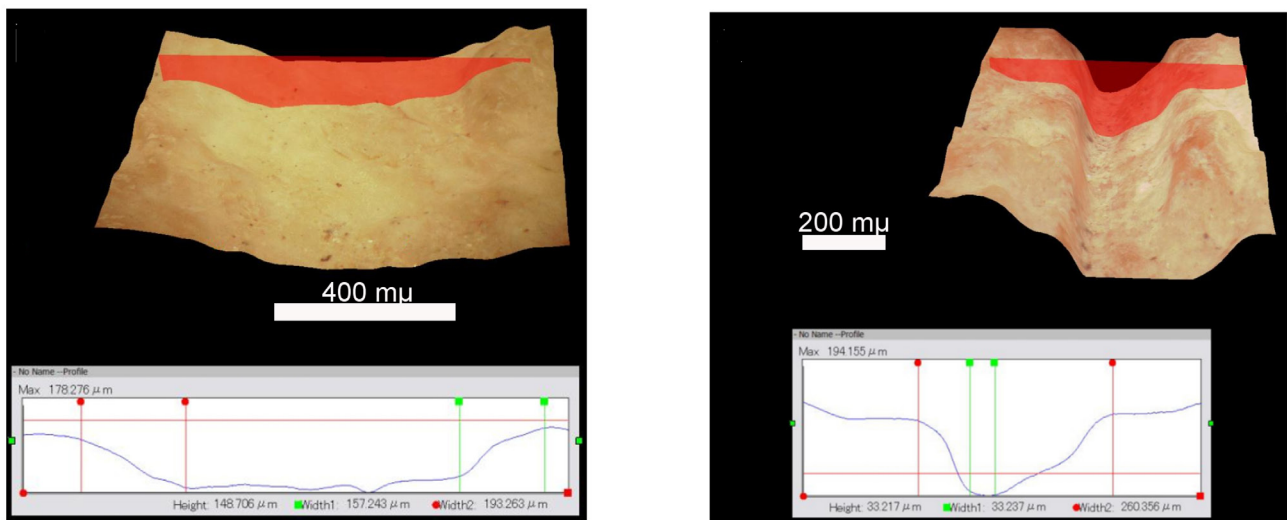 400 mµ
- No Name --Profile
Max 178.276 µm
Height: 148.706 µm Width1: 157.243 µm Width2: 193.263 µm
200 mµ
- No Name --Profile
Max 194.155 µm
Height: 33.217 µm Width1: 33.237 µm Width2: 260.356 µm